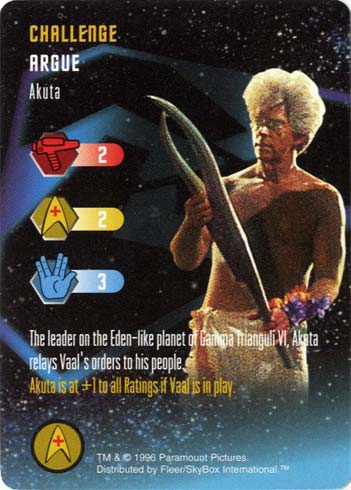 CHALLENGE
ARGUE
Akuta
2
2
3
The leader on the Eden-like planet of Gamma Trianguli VI, Akuta
relays Vaal's orders to his people.
Akuta is at +1 to all Ratings if Vaal is in play.
TM & © 1996 Paramount Pictures.
Distributed by Fleer/SkyBox International.™